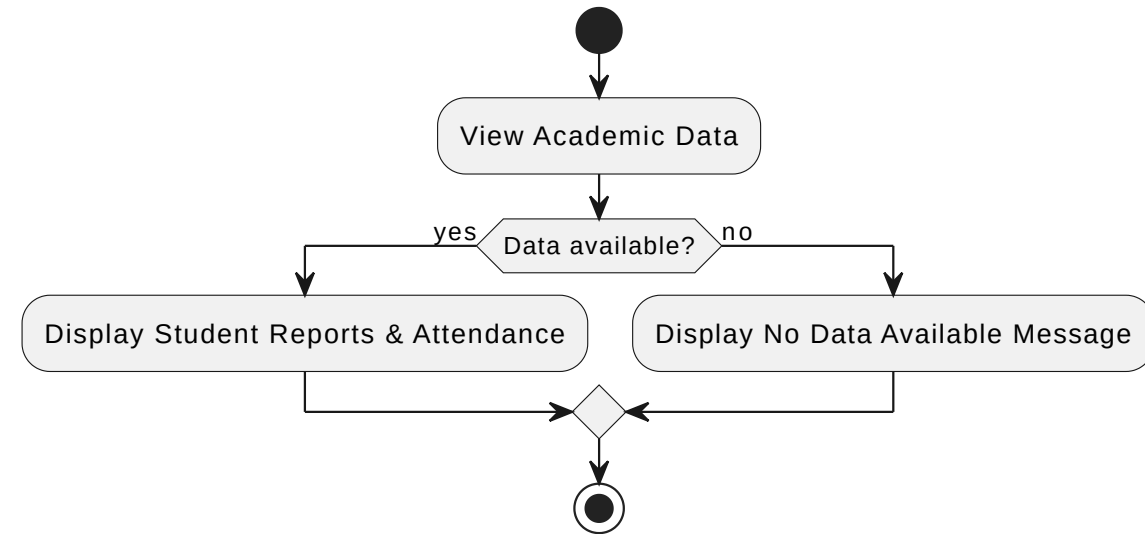 View Academic Data
yes
Data available?
no
Display Student Reports & Attendance
Display No Data Available Message